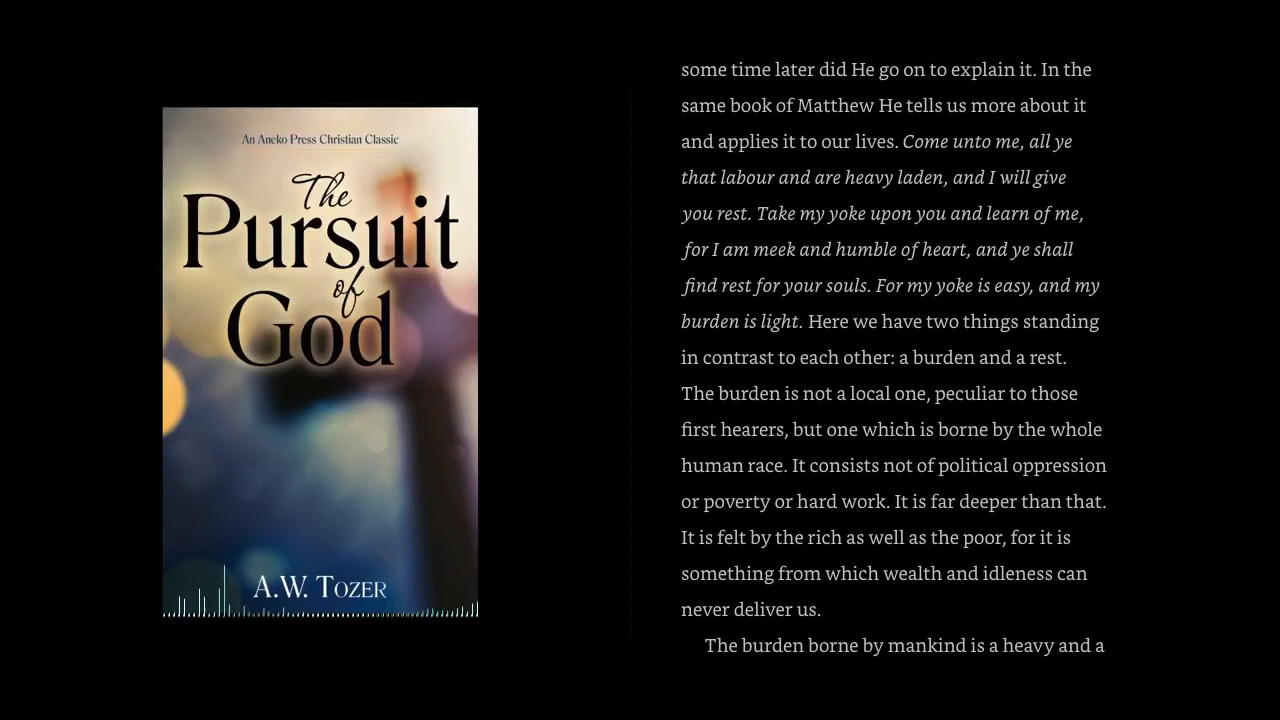 An Aneko Press Christian Classic
The
Pursuit
of
God
A.W. Tozer
some time later did He go on to explain it. In the
same book of Matthew He tells us more about it
and applies it to our lives. Come unto me, all ye
that labour and are heavy laden, and I will give
you rest. Take my yoke upon you and learn of me,
for I am meek and humble of heart, and ye shall
find rest for your souls. For my yoke is easy, and my
burden is light. Here we have two things standing
in contrast to each other: a burden and a rest.
The burden is not a local one, peculiar to those
first hearers, but one which is borne by the whole
human race. It consists not of political oppression
or poverty or hard work. It is far deeper than that.
It is felt by the rich as well as the poor, for it is
something from which wealth and idleness can
never deliver us.
The burden borne by mankind is a heavy and a